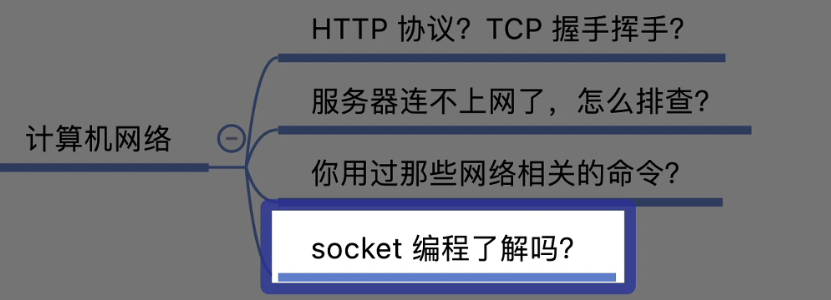 HTTP 协议？TCP 握手挥手？
服务器连不上网了，怎么排查？
计算机网络
你用过那些网络相关的命令？
socket 编程了解吗？